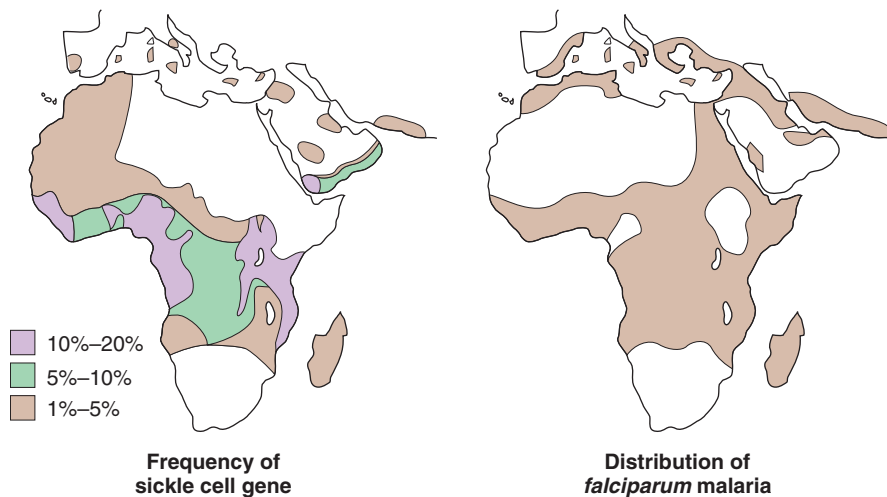 10%–20%
5%–10%
1%–5%
Frequency of
sickle cell gene
Distribution of
falciparum malaria